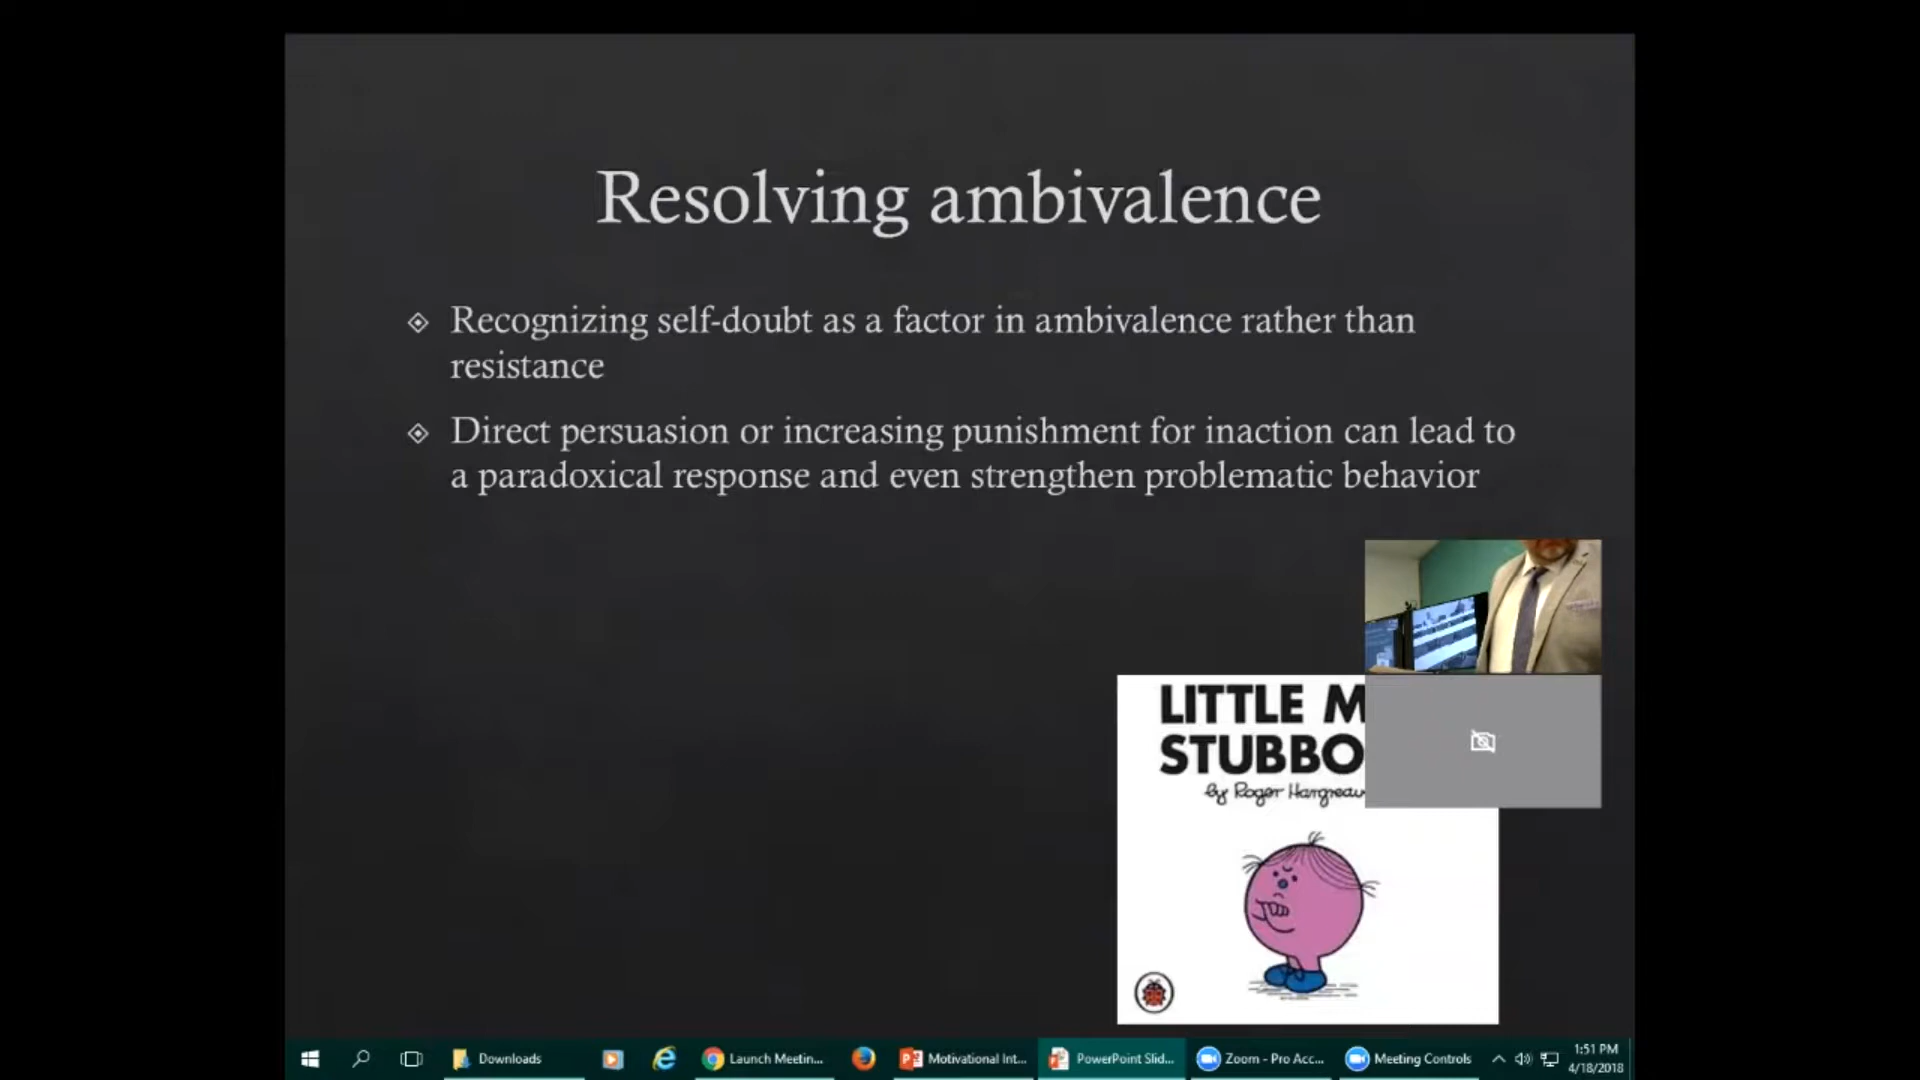 Resolving ambivalence
Recognizing self-doubt as a factor in ambivalence rather than
resistance
Direct persuasion or increasing punishment for inaction can lead to
a paradoxical response and even strengthen problematic behavior
LITTLE M
STUBBO
by Roger Hargreav
Downloads
Launch Meetin...
Motivational Int...
PowerPoint Slid...
Zoom - Pro Acc...
Meeting Controls
1:51 PM
4/18/2018